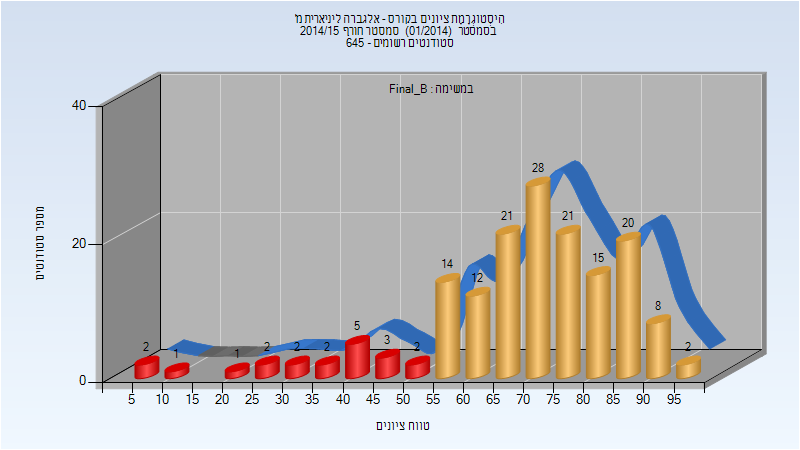 היסטוגרמת ציונים בקורס - אלגברה ליניארית מ'
בסמסטר (01/2014) סמסטר חורף 2014/15
סטודנטים רשומים - 645
במשימה : Final_B
מספר סטודנטים
40
20
0
2 1 1 2 2 2 5 3 2 14 12 21 28 21 15 20 8 2
5 10 15 20 25 30 35 40 45 50 55 60 65 70 75 80 85 90 95
טווח ציונים